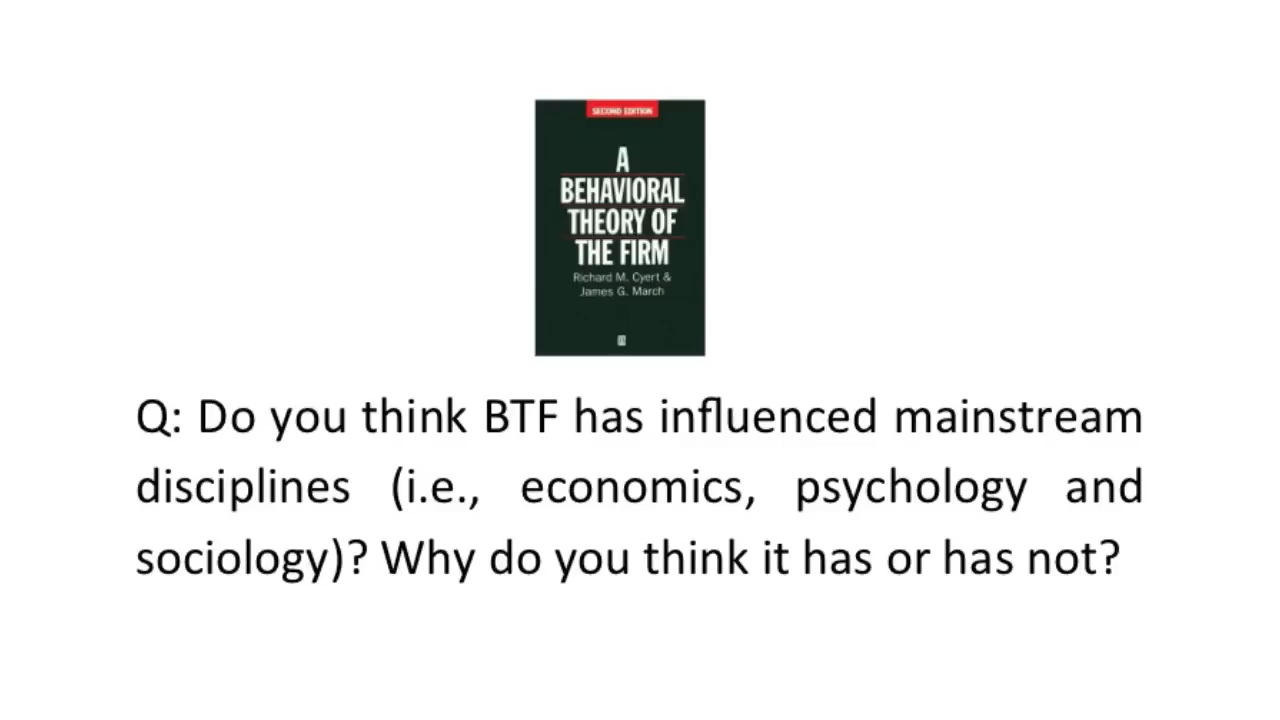 SECOND EDITION
A
BEHAVIORAL
THEORY OF
THE FIRM
Richard M. Cyert &
James G. March
Q: Do you think BTF has influenced mainstream
disciplines (i.e., economics, psychology and
sociology)? Why do you think it has or has not?